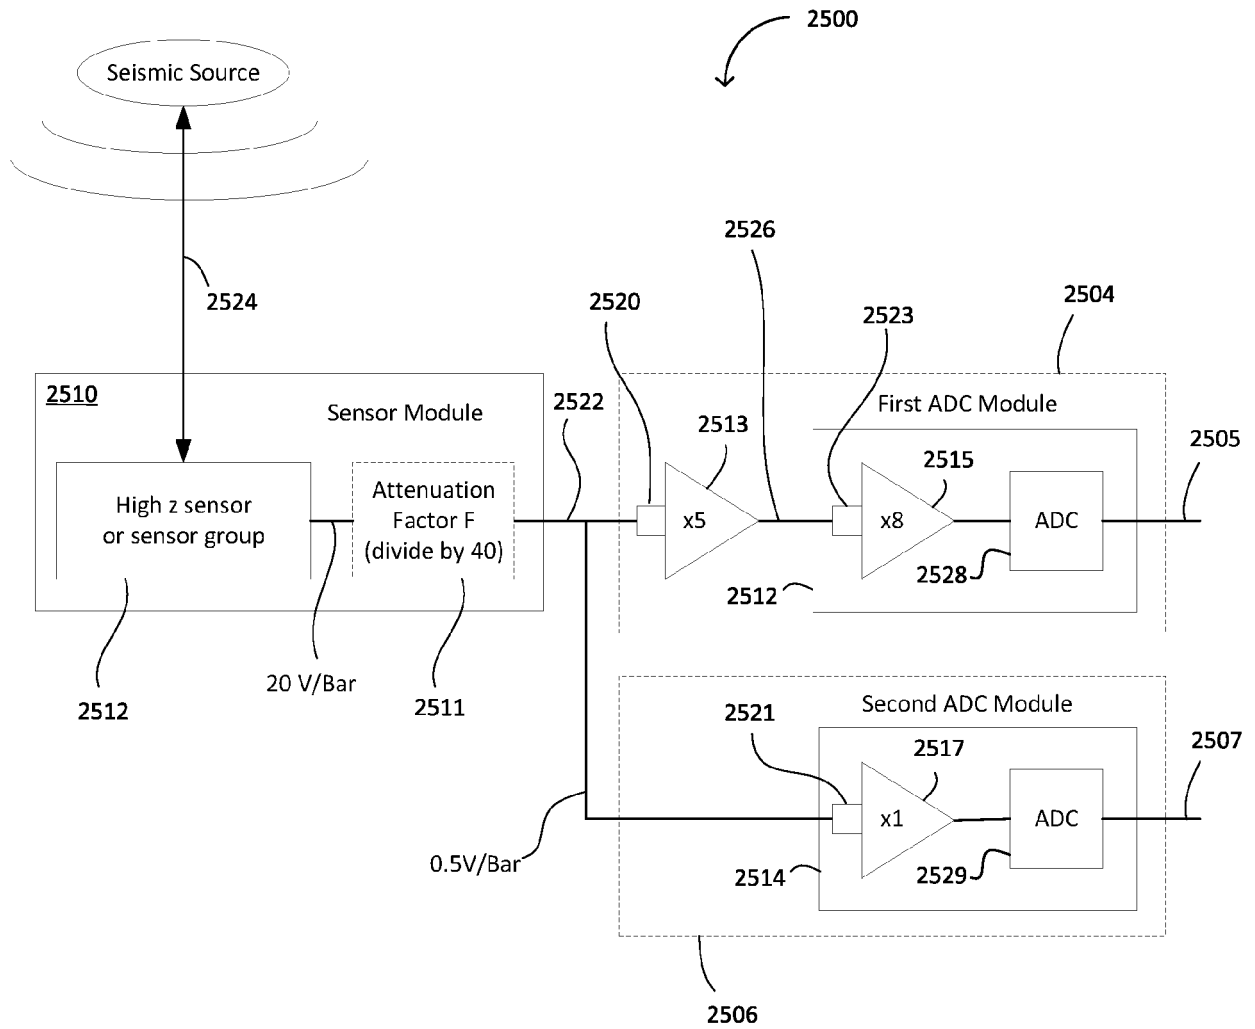 2500
Seismic Source
2524
2526
2520
2523
2504
2510
Sensor Module
2522
2513
First ADC Module
2515
2505
High z sensor
or sensor group
Attenuation
Factor F
(divide by 40)
x5
x8
ADC
2528
2512
20 V/Bar
2512
2511
2521
Second ADC Module
2517
2507
x1
ADC
0.5V/Bar
2514
2529
2506